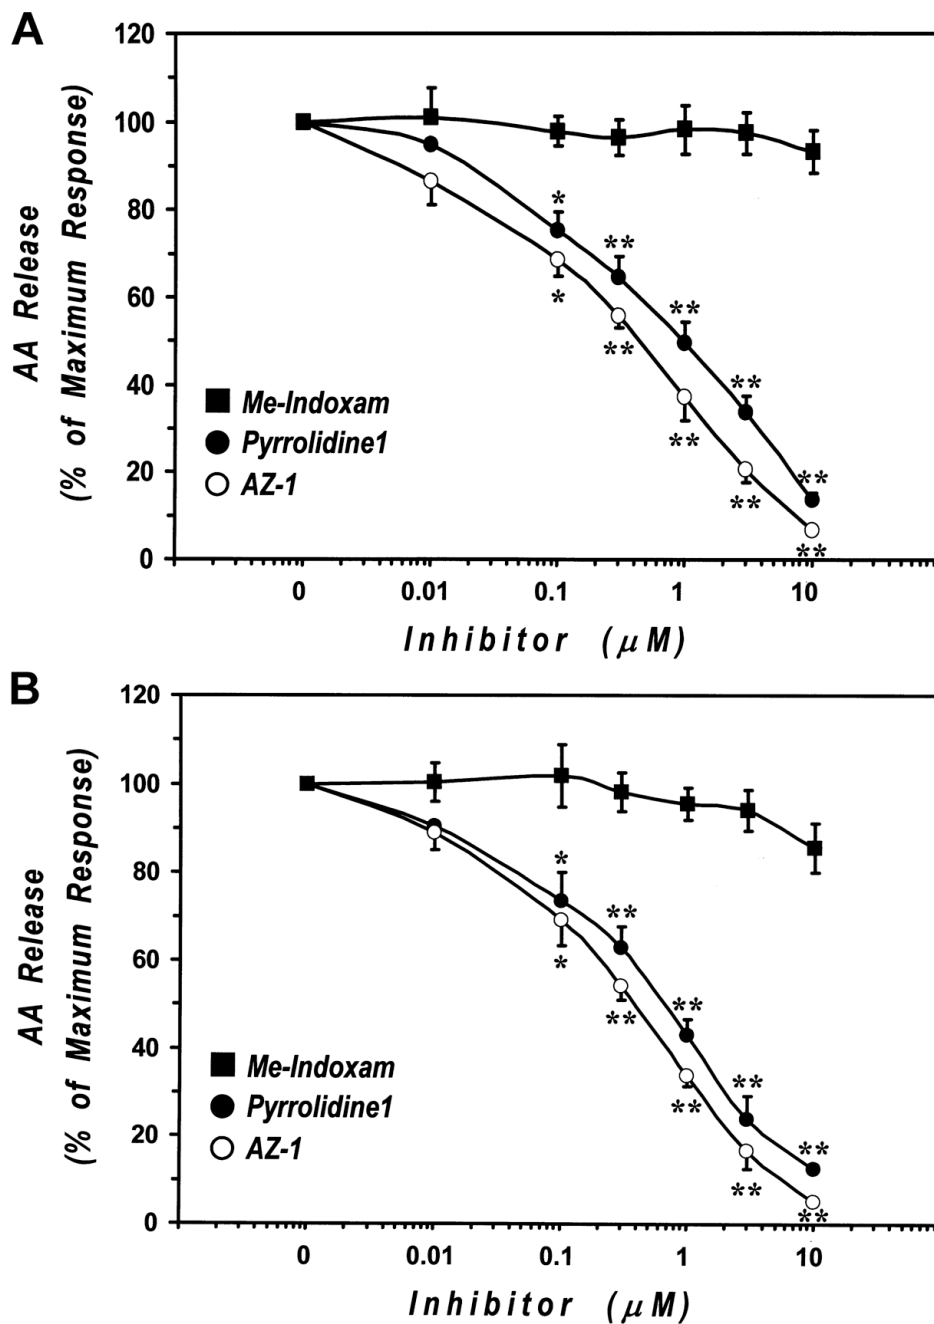 A
120
100
80
60
40
20
0
AA Release
(% of Maximum Response)
*
**
**
**
**
*
**
**
**
**
Me-Indoxam
Pyrrolidine1
AZ-1
0 0.01 0.1 1 10
Inhibitor (μM)
B
120
100
80
60
40
20
0
AA Release
(% of Maximum Response)
*
**
**
**
**
*
**
**
**
**
Me-Indoxam
Pyrrolidine1
AZ-1
0 0.01 0.1 1 10
Inhibitor (μM)